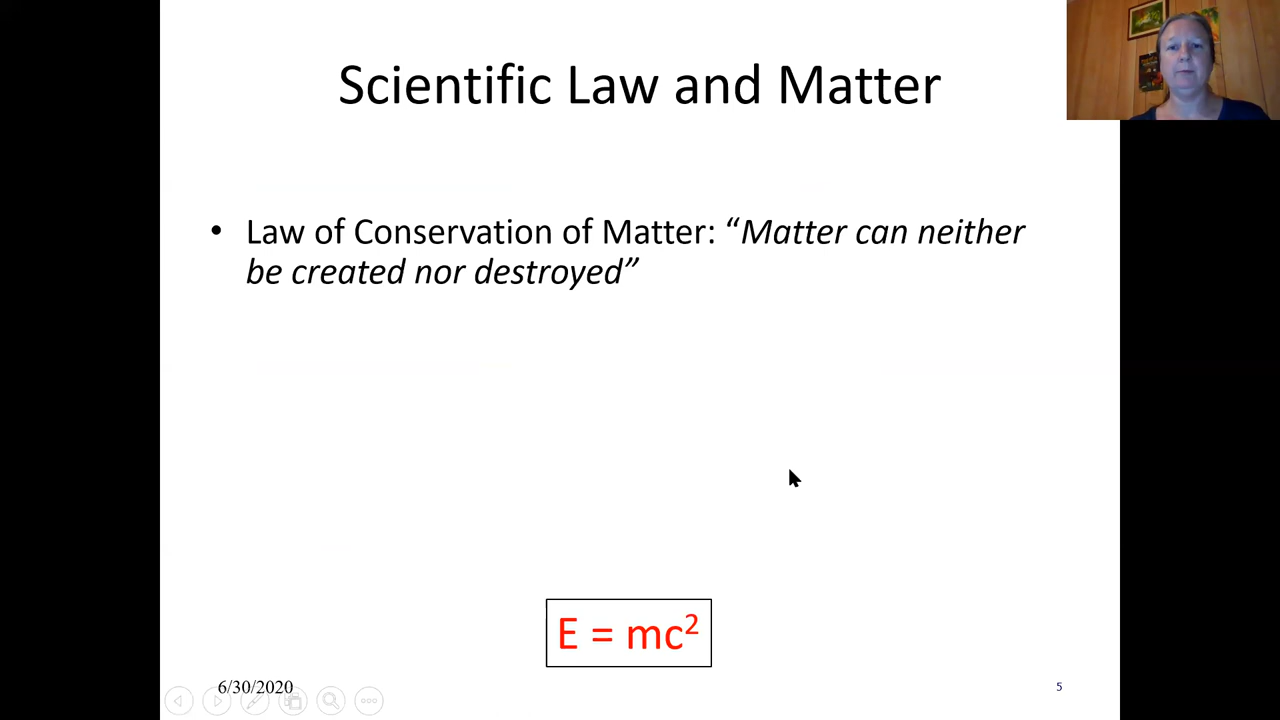 Scientific Law and Matter
• Law of Conservation of Matter: “Matter can neither
be created nor destroyed”
E = mc²
6/30/2020
5